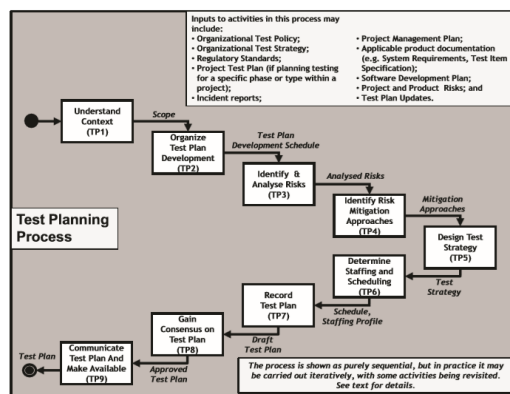 Inputs to activities in this process may
include:
• Organizational Test Policy;
• Organizational Test Strategy;
• Regulatory Standards;
• Project Test Plan (if planning testing
for a specific phase or type within a
project);
• Incident reports;
• Project Management Plan;
• Applicable product documentation
(e.g. System Requirements, Test Item
Specification);
• Software Development Plan;
• Project and Product Risks; and
• Test Plan Updates.
Understand
Context
(TP1)
Scope
Organize
Test Plan
Development
(TP2)
Test Plan
Development Schedule
Identify &
Analyse Risks
(TP3)
Analysed Risks
Identify Risk
Mitigation
Approaches
(TP4)
Mitigation
Approaches
Test Planning
Process
Design Test
Strategy
(TP5)
Test
Strategy
Determine
Staffing and
Scheduling
(TP6)
Schedule,
Staffing Profile
Record
Test Plan
(TP7)
Draft
Test Plan
Gain
Consensus on
Test Plan
(TP8)
Approved
Test Plan
Communicate
Test Plan And
Make Available
(TP9)
Test Plan
The process is shown as purely sequential, but in practice it may
be carried out iteratively, with some activities being revisited.
See text for details.